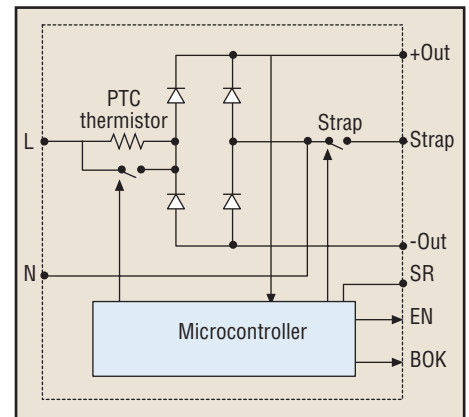 +Out
PTC
thermistor
Strap
L
Strap
-Out
N
SR
EN
Microcontroller
BOK